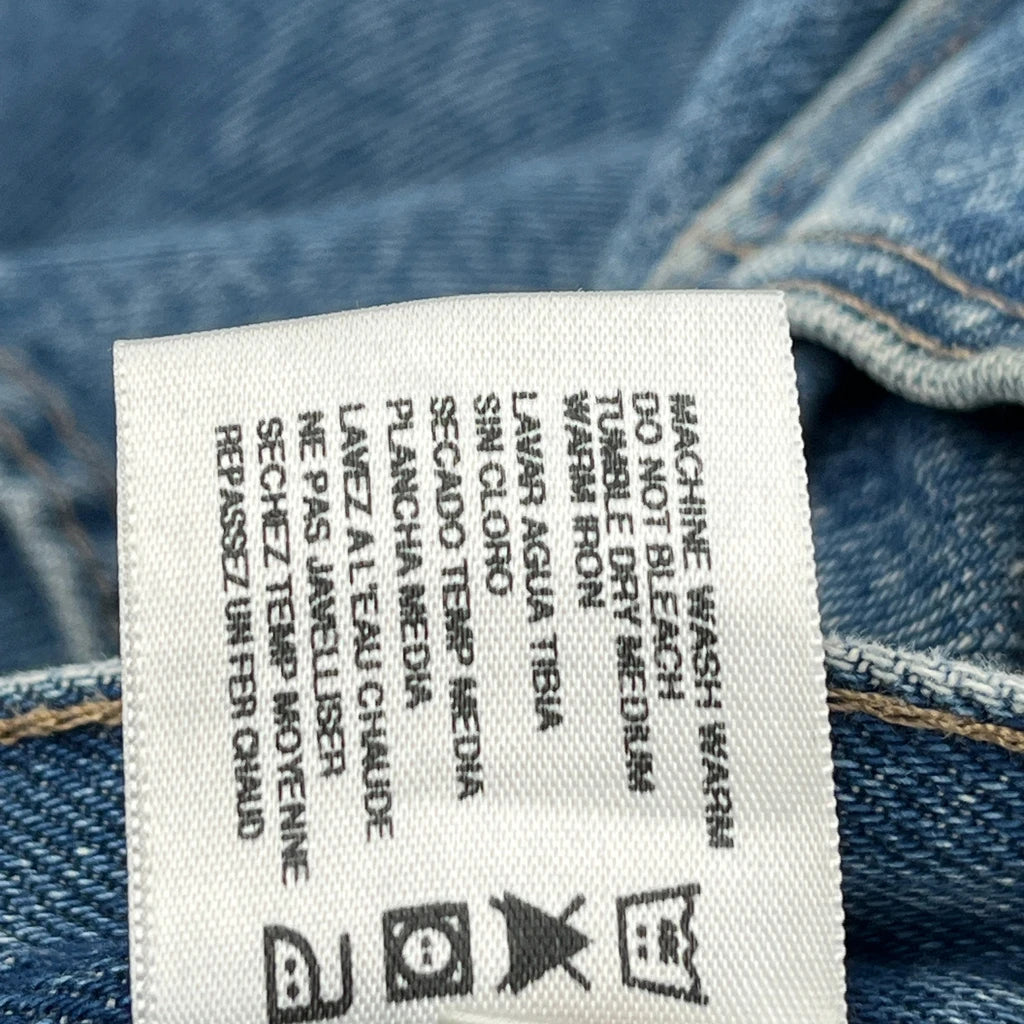 MACHINE WASH WARM
DO NOT BLEACH
TUMBLE DRY MEDIUM
WARM IRON
LAVAR AGUA TIBIA
SIN CLORO
SECADO TEMP MEDIA
PLANCHA MEDIA
LAVEZ A L'EAU CHAUDE
NE PAS JAVELLISER
SECHEZ TEMP MOYENNE
REPASSEZ UN FER CHAUD